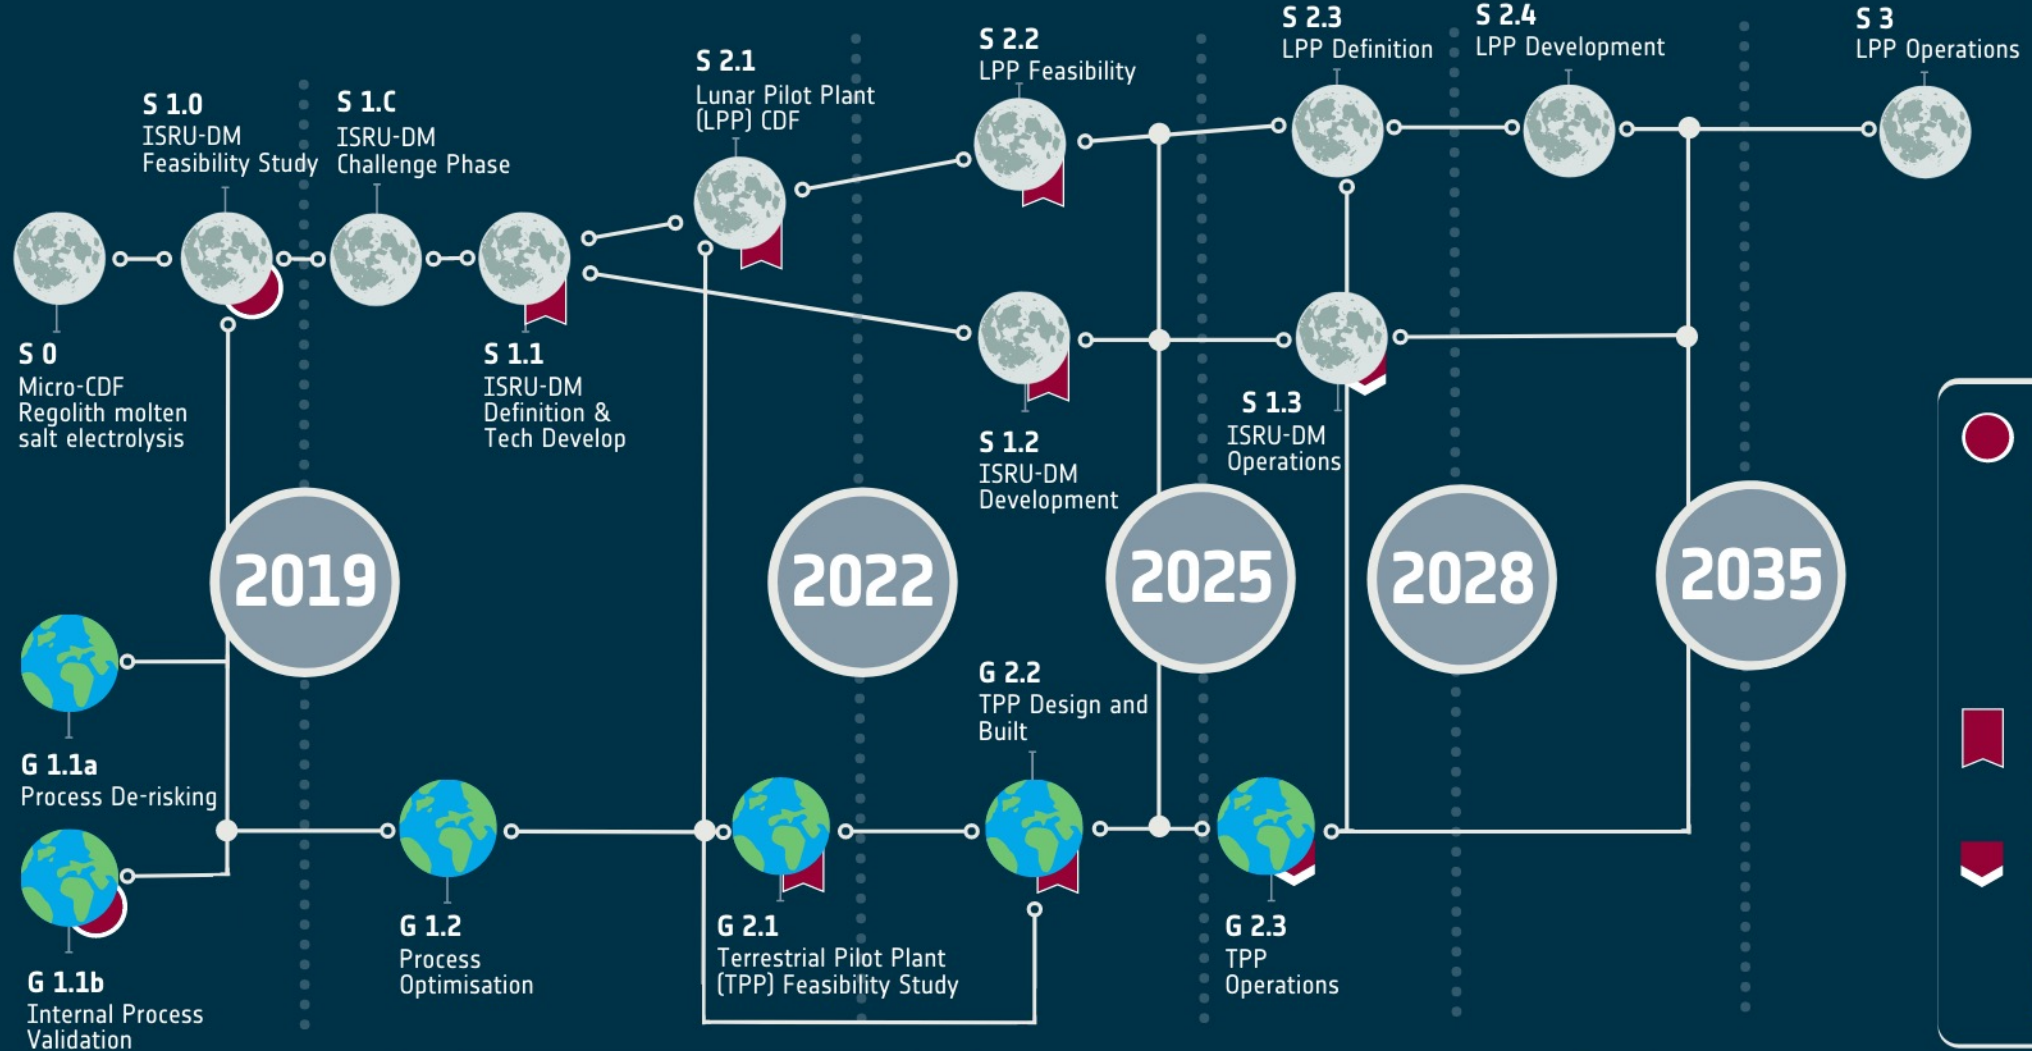 S 1.0
ISRU-DM
Feasibility Study
S 1.C
ISRU-DM
Challenge Phase
S 2.1
Lunar Pilot Plant
(LPP) CDF
S 2.2
LPP Feasibility
S 2.3
LPP Definition
S 2.4
LPP Development
S 3
LPP Operations
S 0
Micro-CDF
Regolith molten
salt electrolysis
S 1.1
ISRU-DM
Definition &
Tech Develop
S 1.2
ISRU-DM
Development
S 1.3
ISRU-DM
Operations
2019
2022
2025
2028
2035
G 1.1a
Process De-risking
G 1.1b
Internal Process
Validation
G 1.2
Process
Optimisation
G 2.1
Terrestrial Pilot Plant
(TPP) Feasibility Study
G 2.2
TPP Design and
Built
G 2.3
TPP
Operations